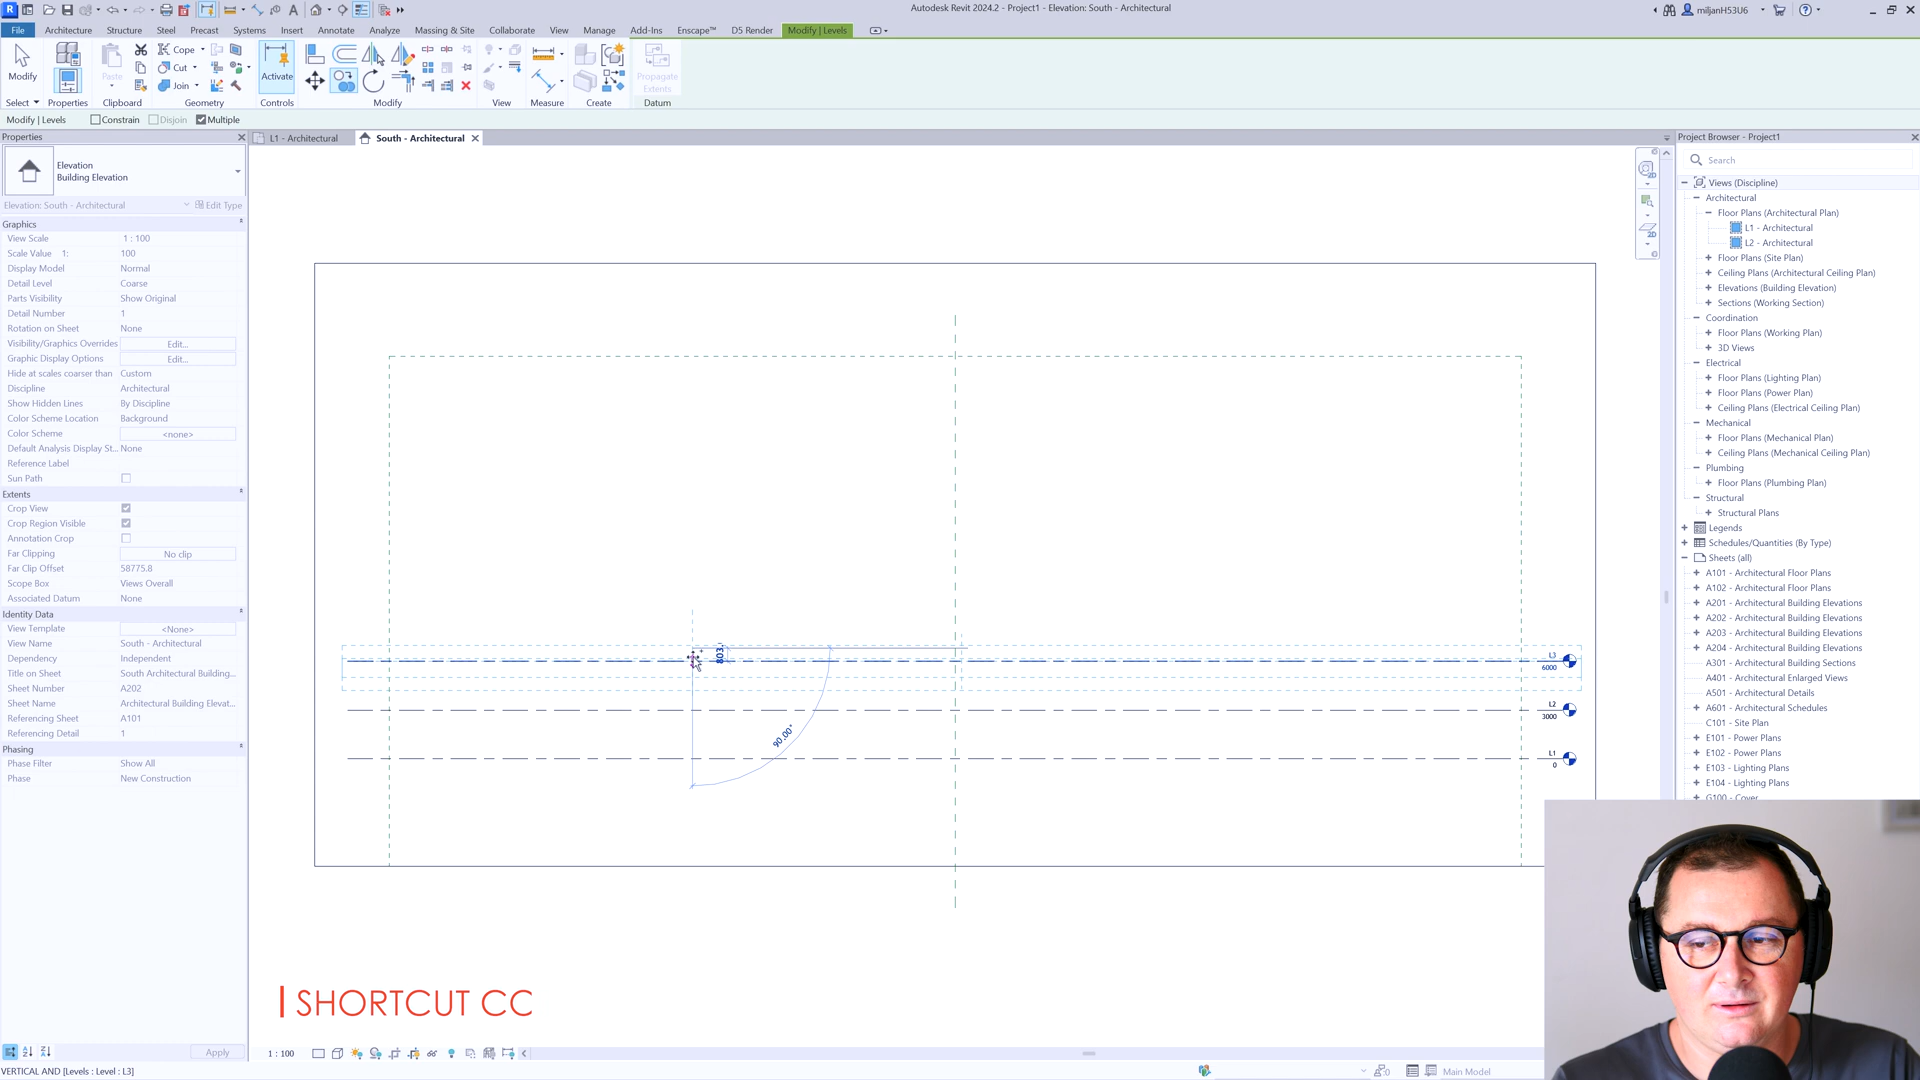 Autodesk Revit 2024.2 - Project1 - Elevation: South - Architectural
miljanH53U6
File Architecture Structure Steel Precast Systems Insert Annotate Analyze Massing & Site Collaborate View Manage Add-Ins Enscape™ D5 Render Modify | Levels
Cope
Modify Paste Cut Activate Propagate
Join Extents
Select Properties Clipboard Geometry Controls Modify View Measure Create Datum
Modify | Levels Constrain Disjoin Multiple
Properties
L1 - Architectural South - Architectural
Project Browser - Project1
Elevation
Building Elevation
Elevation: South - Architectural Edit Type
Graphics
View Scale 1 : 100
Scale Value 1: 100
Display Model Normal
Detail Level Coarse
Parts Visibility Show Original
Detail Number 1
Rotation on Sheet None
Visibility/Graphics Overrides Edit...
Graphic Display Options Edit...
Hide at scales coarser than Custom
Discipline Architectural
Show Hidden Lines By Discipline
Color Scheme Location Background
Color Scheme <none>
Default Analysis Display St... None
Reference Label
Sun Path
Extents
Crop View
Crop Region Visible
Annotation Crop
Far Clipping No clip
Far Clip Offset 58775.8
Scope Box Views Overall
Associated Datum None
Identity Data
View Template <None>
View Name South - Architectural
Dependency Independent
Title on Sheet South Architectural Building...
Sheet Number A202
Sheet Name Architectural Building Elevat...
Referencing Sheet A101
Referencing Detail 1
Phasing
Phase Filter Show All
Phase New Construction
Apply
803.
90.00°
L3
6000
L2
3000
L1
0
SHORTCUT CC
Search
Views (Discipline)
Architectural
Floor Plans (Architectural Plan)
L1 - Architectural
L2 - Architectural
Floor Plans (Site Plan)
Ceiling Plans (Architectural Ceiling Plan)
Elevations (Building Elevation)
Sections (Working Section)
Coordination
Floor Plans (Working Plan)
3D Views
Electrical
Floor Plans (Lighting Plan)
Floor Plans (Power Plan)
Ceiling Plans (Electrical Ceiling Plan)
Mechanical
Floor Plans (Mechanical Plan)
Ceiling Plans (Mechanical Ceiling Plan)
Plumbing
Floor Plans (Plumbing Plan)
Structural
Structural Plans
Legends
Schedules/Quantities (By Type)
Sheets (all)
A101 - Architectural Floor Plans
A102 - Architectural Floor Plans
A201 - Architectural Building Elevations
A202 - Architectural Building Elevations
A203 - Architectural Building Elevations
A204 - Architectural Building Elevations
A301 - Architectural Building Sections
A401 - Architectural Enlarged Views
A501 - Architectural Details
A601 - Architectural Schedules
C101 - Site Plan
E101 - Power Plans
E102 - Power Plans
E103 - Lighting Plans
E104 - Lighting Plans
G100 - Cover
1 : 100
VERTICAL AND [Levels : Level : L3]
:0 Main Model